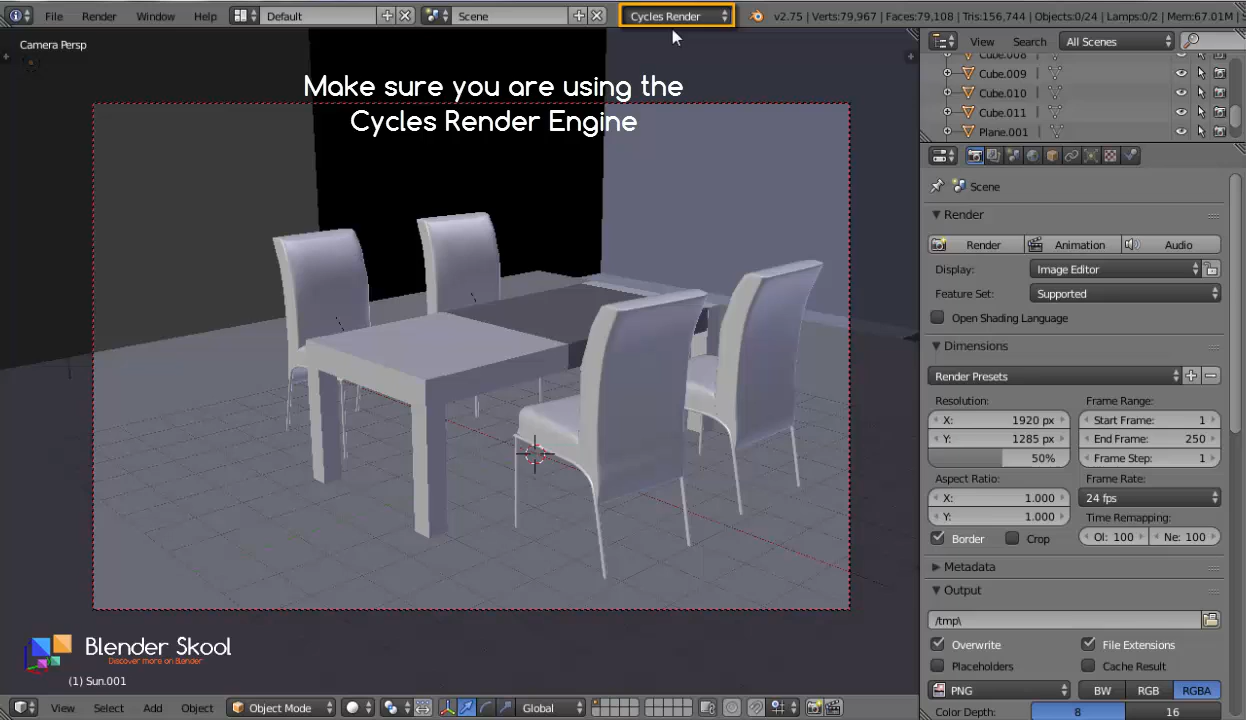 File Render Window Help Default Scene Cycles Render v2.75 | Verts:79,967 | Faces:79,108 | Tris:156,744 | Objects:0/24 | Lamps:0/2 | Mem:67.01M |
Camera Persp
Make sure you are using the
Cycles Render Engine
View Search All Scenes
Cube.008
Cube.009
Cube.010
Cube.011
Plane.001
Scene
Render
Render Animation Audio
Display: Image Editor
Feature Set: Supported
Open Shading Language
Dimensions
Render Presets
Resolution: Frame Range:
X: 1920 px Start Frame: 1
Y: 1285 px End Frame: 250
50% Frame Step: 1
Aspect Ratio: Frame Rate:
X: 1.000 24 fps
Y: 1.000 Time Remapping:
Border Crop Ol: 100 Ne: 100
Metadata
Output
/tmp\
Overwrite File Extensions
Placeholders Cache Result
PNG BW RGB RGBA
Color Depth: 8 16
Blender Skool
Discover more on Blender
(1) Sun.001
View Select Add Object Object Mode Global